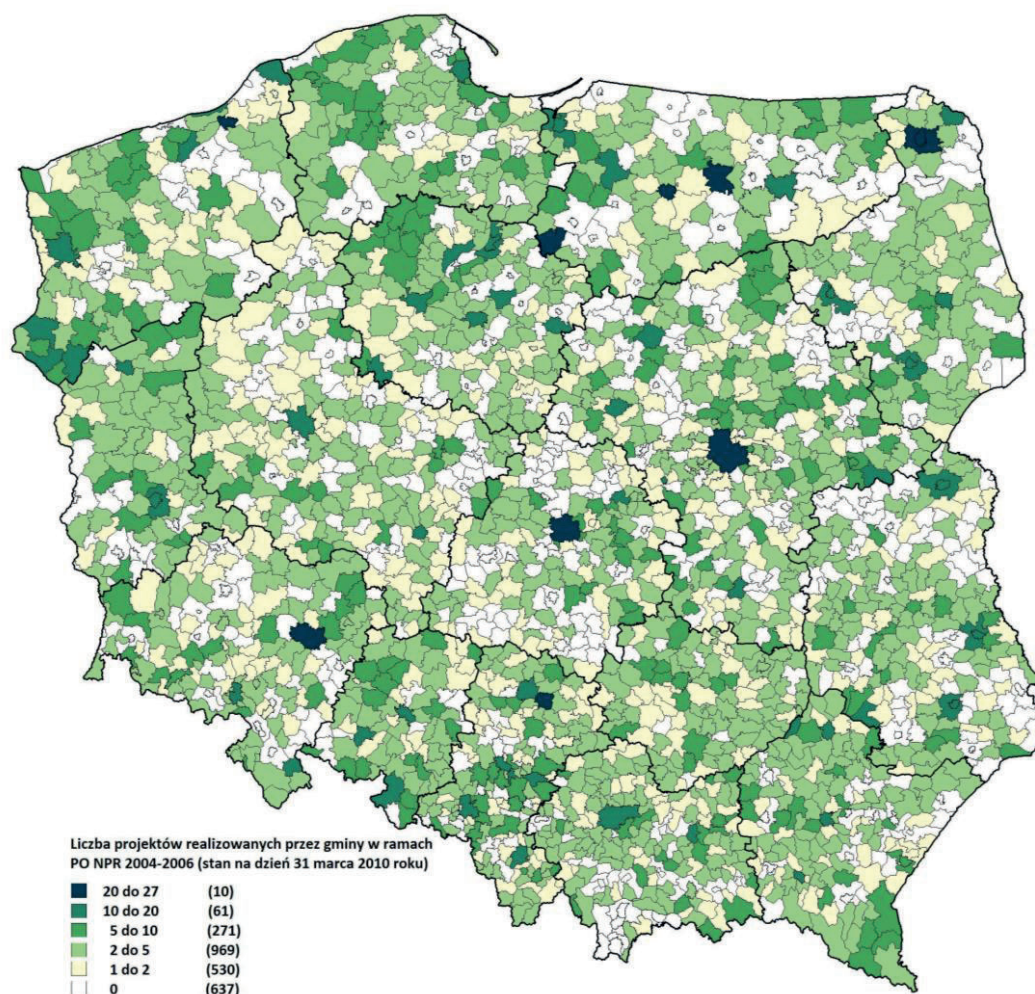 Liczba projektów realizowanych przez gminy w ramach
PO NPR 2004-2006 (stan na dzień 31 marca 2010 roku)
20 do 27 (10)
10 do 20 (61)
5 do 10 (271)
2 do 5 (969)
1 do 2 (530)
0 (637)